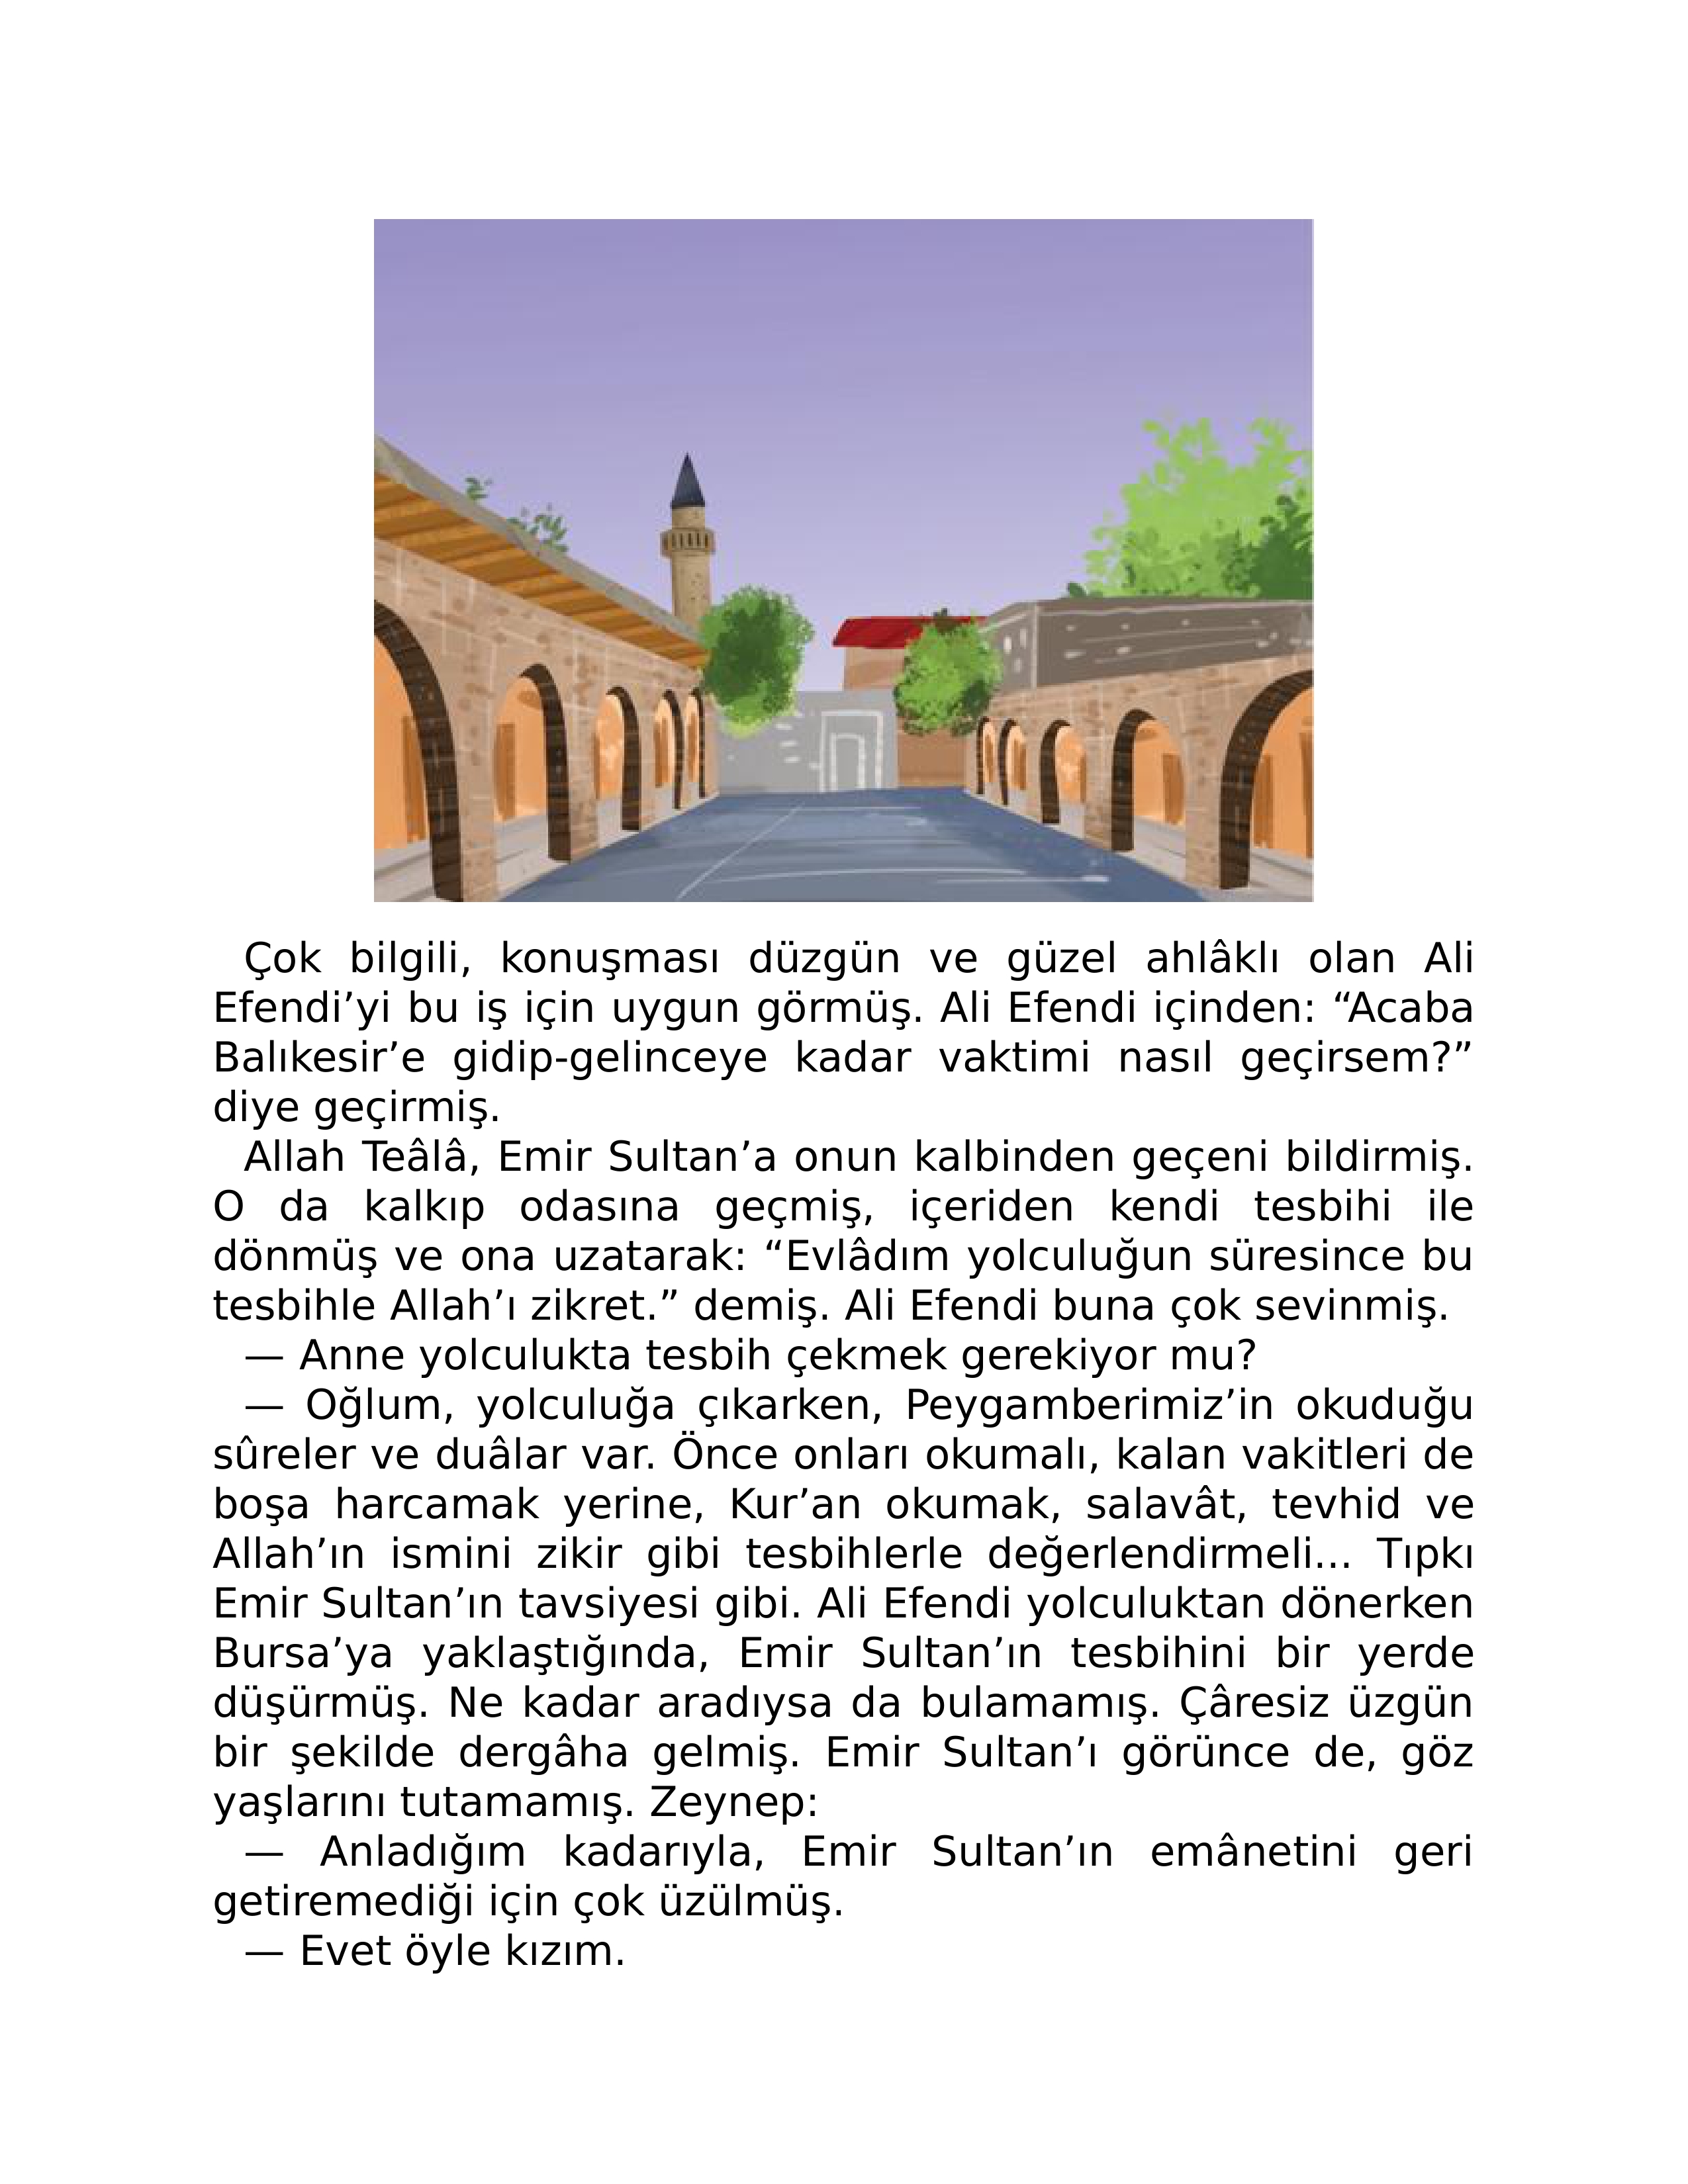 Çok bilgili, konuşması düzgün ve güzel ahlâklı olan Ali
Efendi’yi bu iş için uygun görmüş. Ali Efendi içinden: “Acaba
Balıkesir’e gidip-gelinceye kadar vaktimi nasıl geçirsem?”
diye geçirmiş.
Allah Teâlâ, Emir Sultan’a onun kalbinden geçeni bildirmiş.
O da kalkıp odasına geçmiş, içeriden kendi tesbihi ile
dönmüş ve ona uzatarak: “Evlâdım yolculuğun süresince bu
tesbihle Allah’ı zikret.” demiş. Ali Efendi buna çok sevinmiş.
— Anne yolculukta tesbih çekmek gerekiyor mu?
— Oğlum, yolculuğa çıkarken, Peygamberimiz’in okuduğu
sûreler ve duâlar var. Önce onları okumalı, kalan vakitleri de
boşa harcamak yerine, Kur’an okumak, salavât, tevhid ve
Allah’ın ismini zikir gibi tesbihlerle değerlendirmeli... Tıpkı
Emir Sultan’ın tavsiyesi gibi. Ali Efendi yolculuktan dönerken
Bursa’ya yaklaştığında, Emir Sultan’ın tesbihini bir yerde
düşürmüş. Ne kadar aradıysa da bulamamış. Çâresiz üzgün
bir şekilde dergâha gelmiş. Emir Sultan’ı görünce de, göz
yaşlarını tutamamış. Zeynep:
— Anladığım kadarıyla, Emir Sultan’ın emânetini geri
getiremediği için çok üzülmüş.
— Evet öyle kızım.